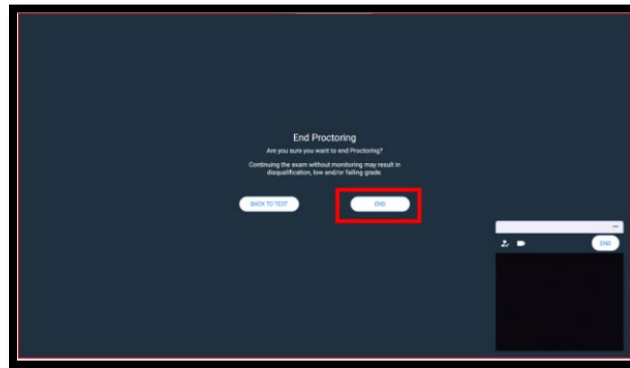 End Proctoring
Are you sure you want to end Proctoring?
Continuing the exam without monitoring may result in
disqualification, low and/or failing grade.
BACK TO TEST
END
END